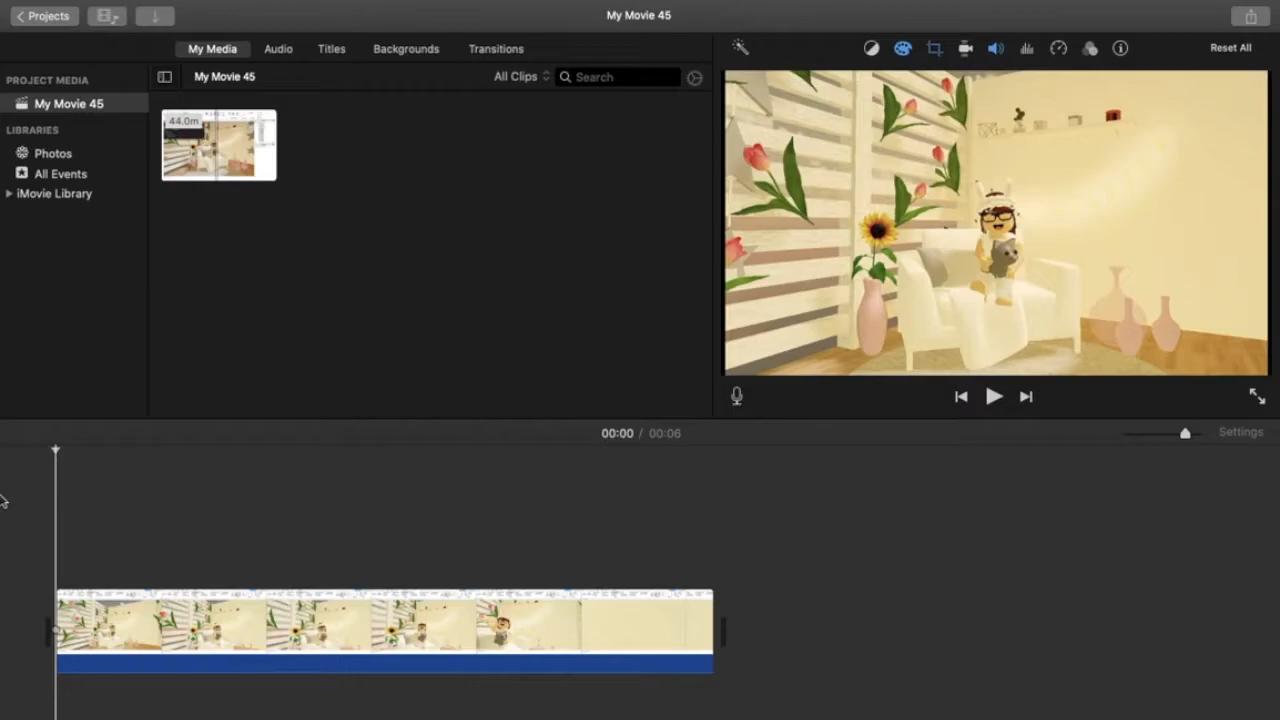 Projects
My Movie 45
My Media Audio Titles Backgrounds Transitions
Reset All
PROJECT MEDIA
My Movie 45
LIBRARIES
Photos
All Events
iMovie Library
My Movie 45
All Clips
Search
44.0m
00:00 / 00:06
Settings